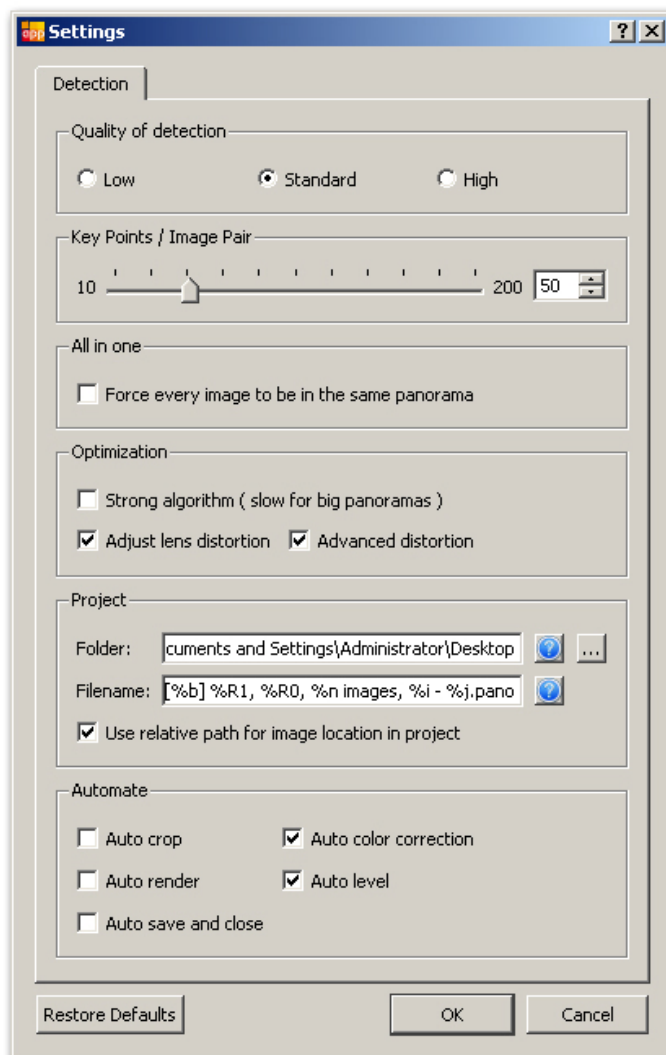 app Settings
Detection
Quality of detection
Low Standard High
Key Points / Image Pair
10 200 50
All in one
Force every image to be in the same panorama
Optimization
Strong algorithm ( slow for big panoramas )
Adjust lens distortion Advanced distortion
Project
Folder: cuments and Settings\Administrator\Desktop ...
Filename: [%b] %R1, %R0, %n images, %i - %j.pano
Use relative path for image location in project
Automate
Auto crop Auto color correction
Auto render Auto level
Auto save and close
Restore Defaults OK Cancel